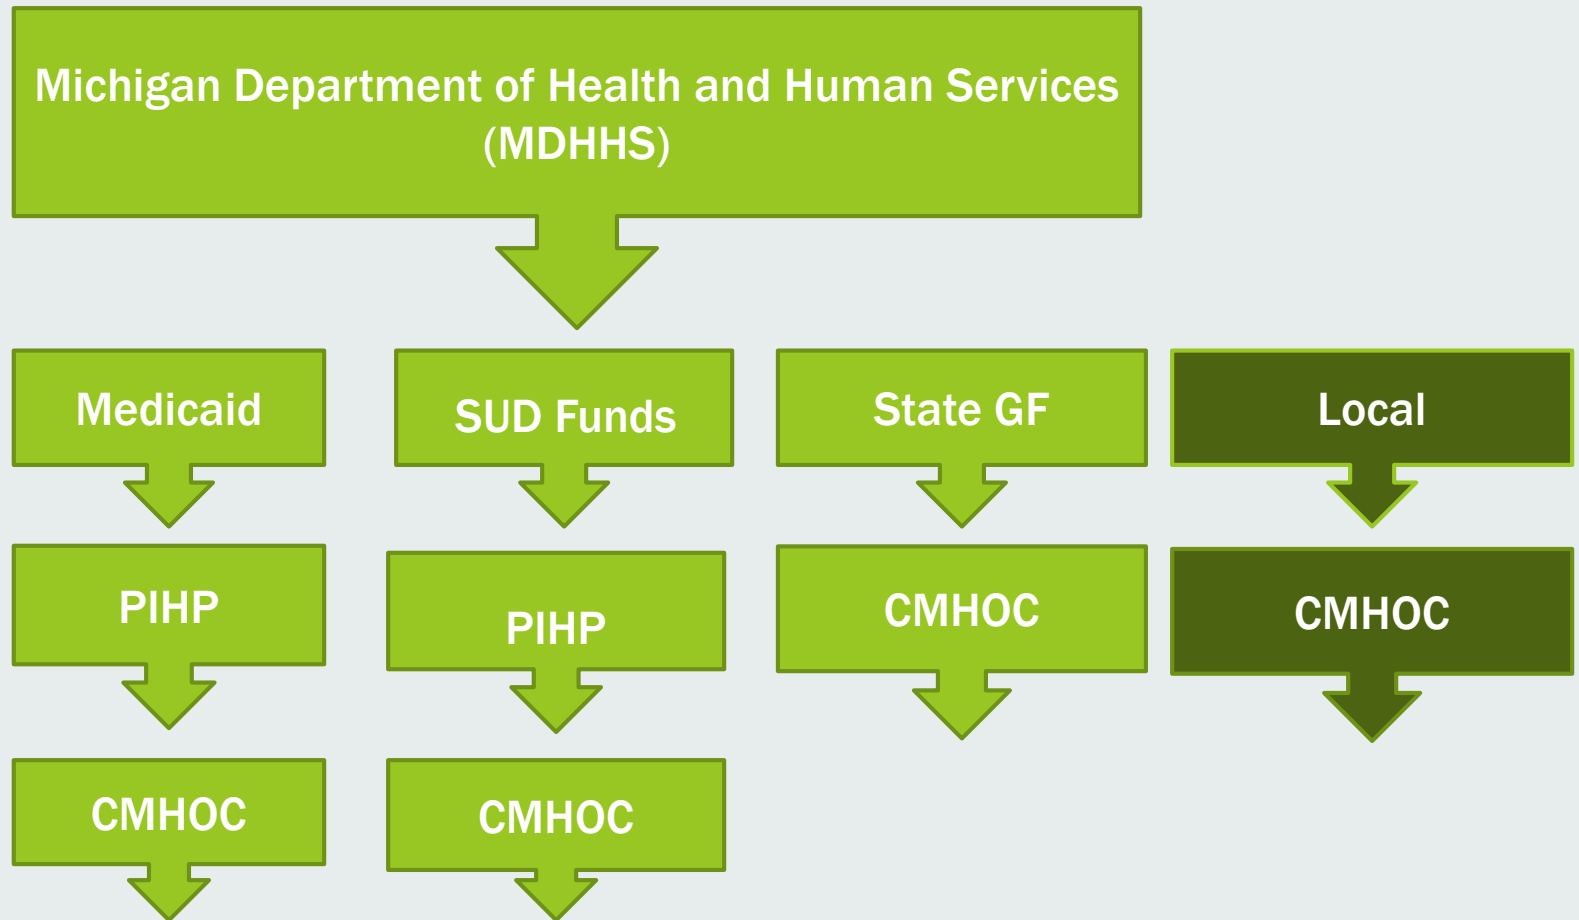 Michigan Department of Health and Human Services
(MDHHS)
Medicaid
SUD Funds
State GF
Local
PIHP
PIHP
CMHOC
CMHOC
CMHOC
CMHOC